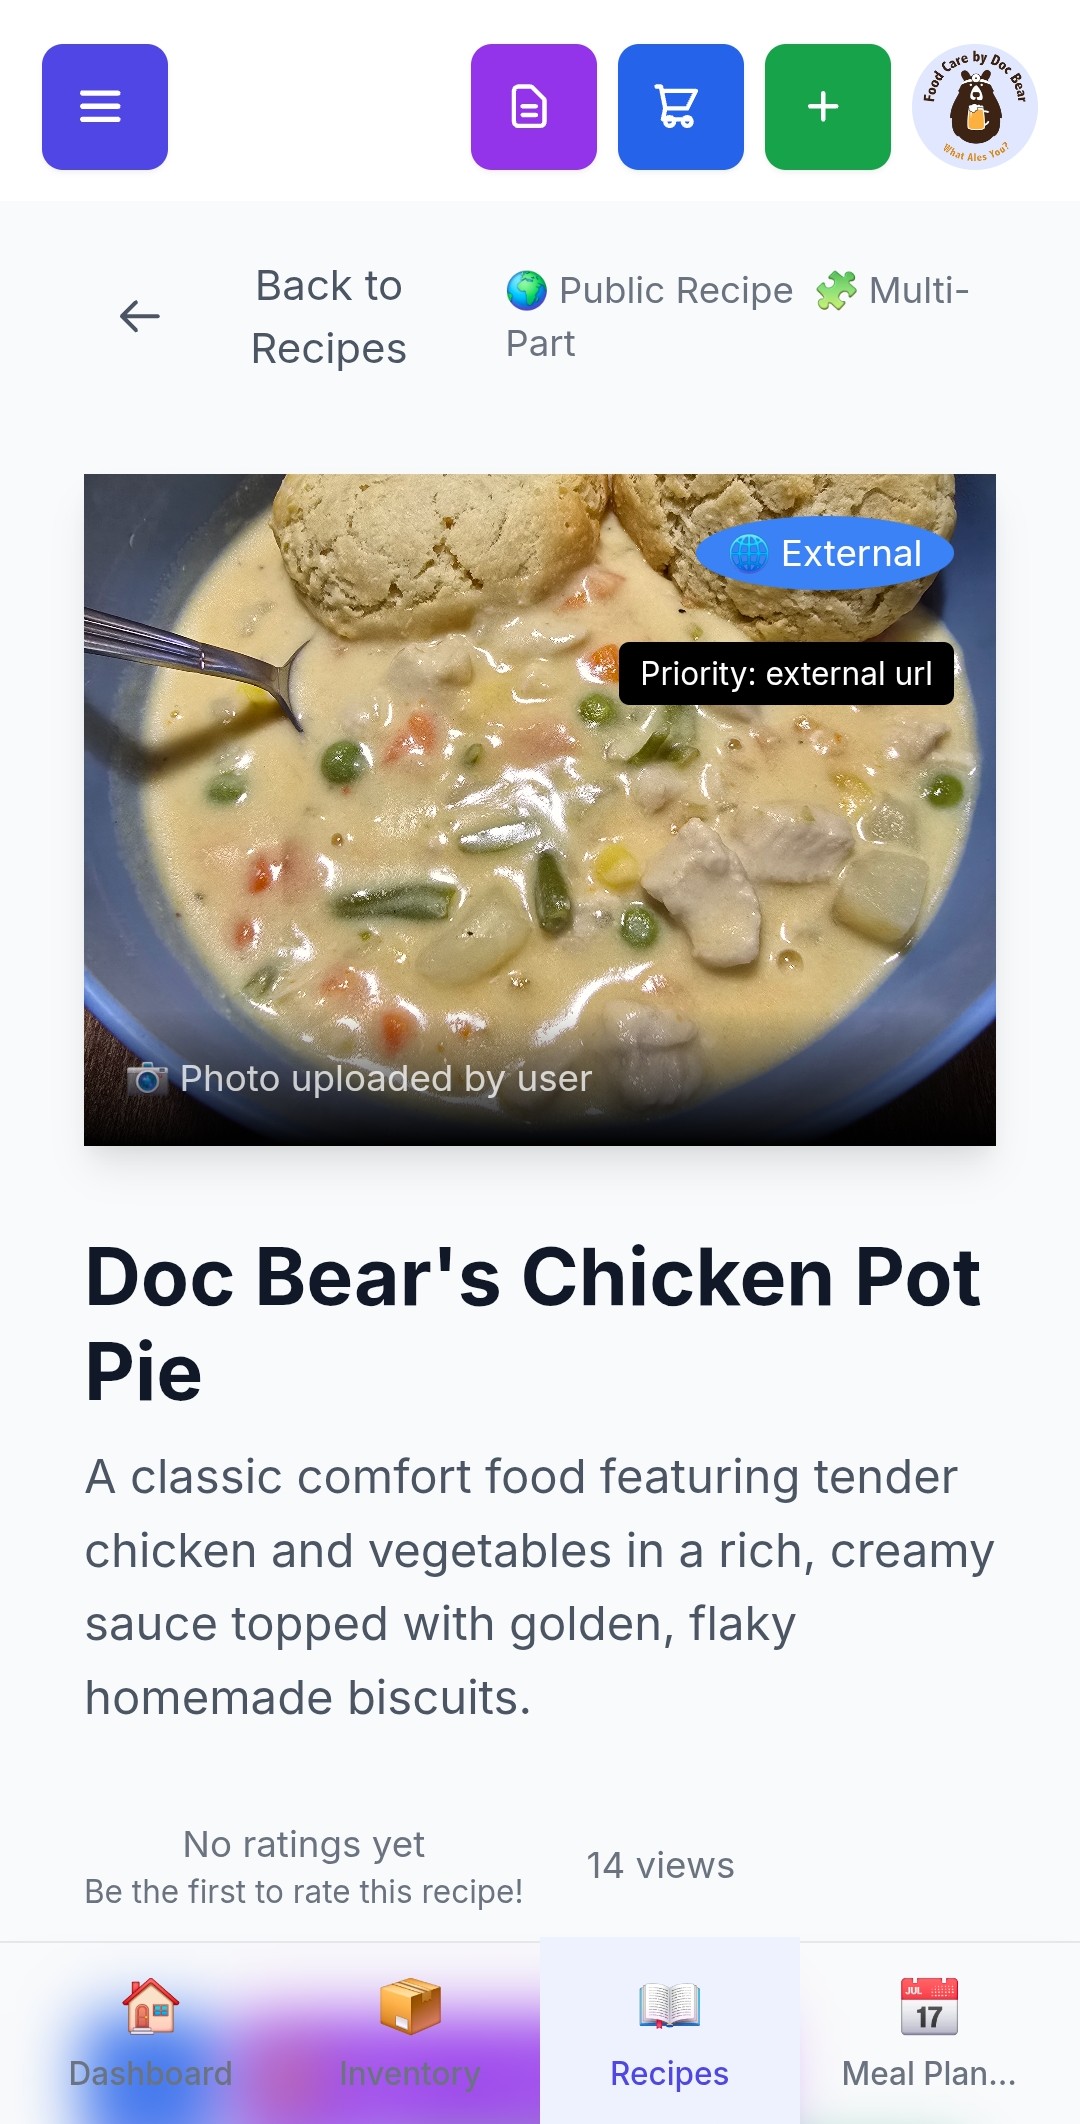 Food Care by Doc Bear
What Ales You?
Back to
Recipes
Public Recipe Multi-
Part
External
Priority: external url
Photo uploaded by user
Doc Bear's Chicken Pot
Pie
A classic comfort food featuring tender
chicken and vegetables in a rich, creamy
sauce topped with golden, flaky
homemade biscuits.
No ratings yet
Be the first to rate this recipe!
14 views
JUL
17
Dashboard
Inventory
Recipes
Meal Plan...